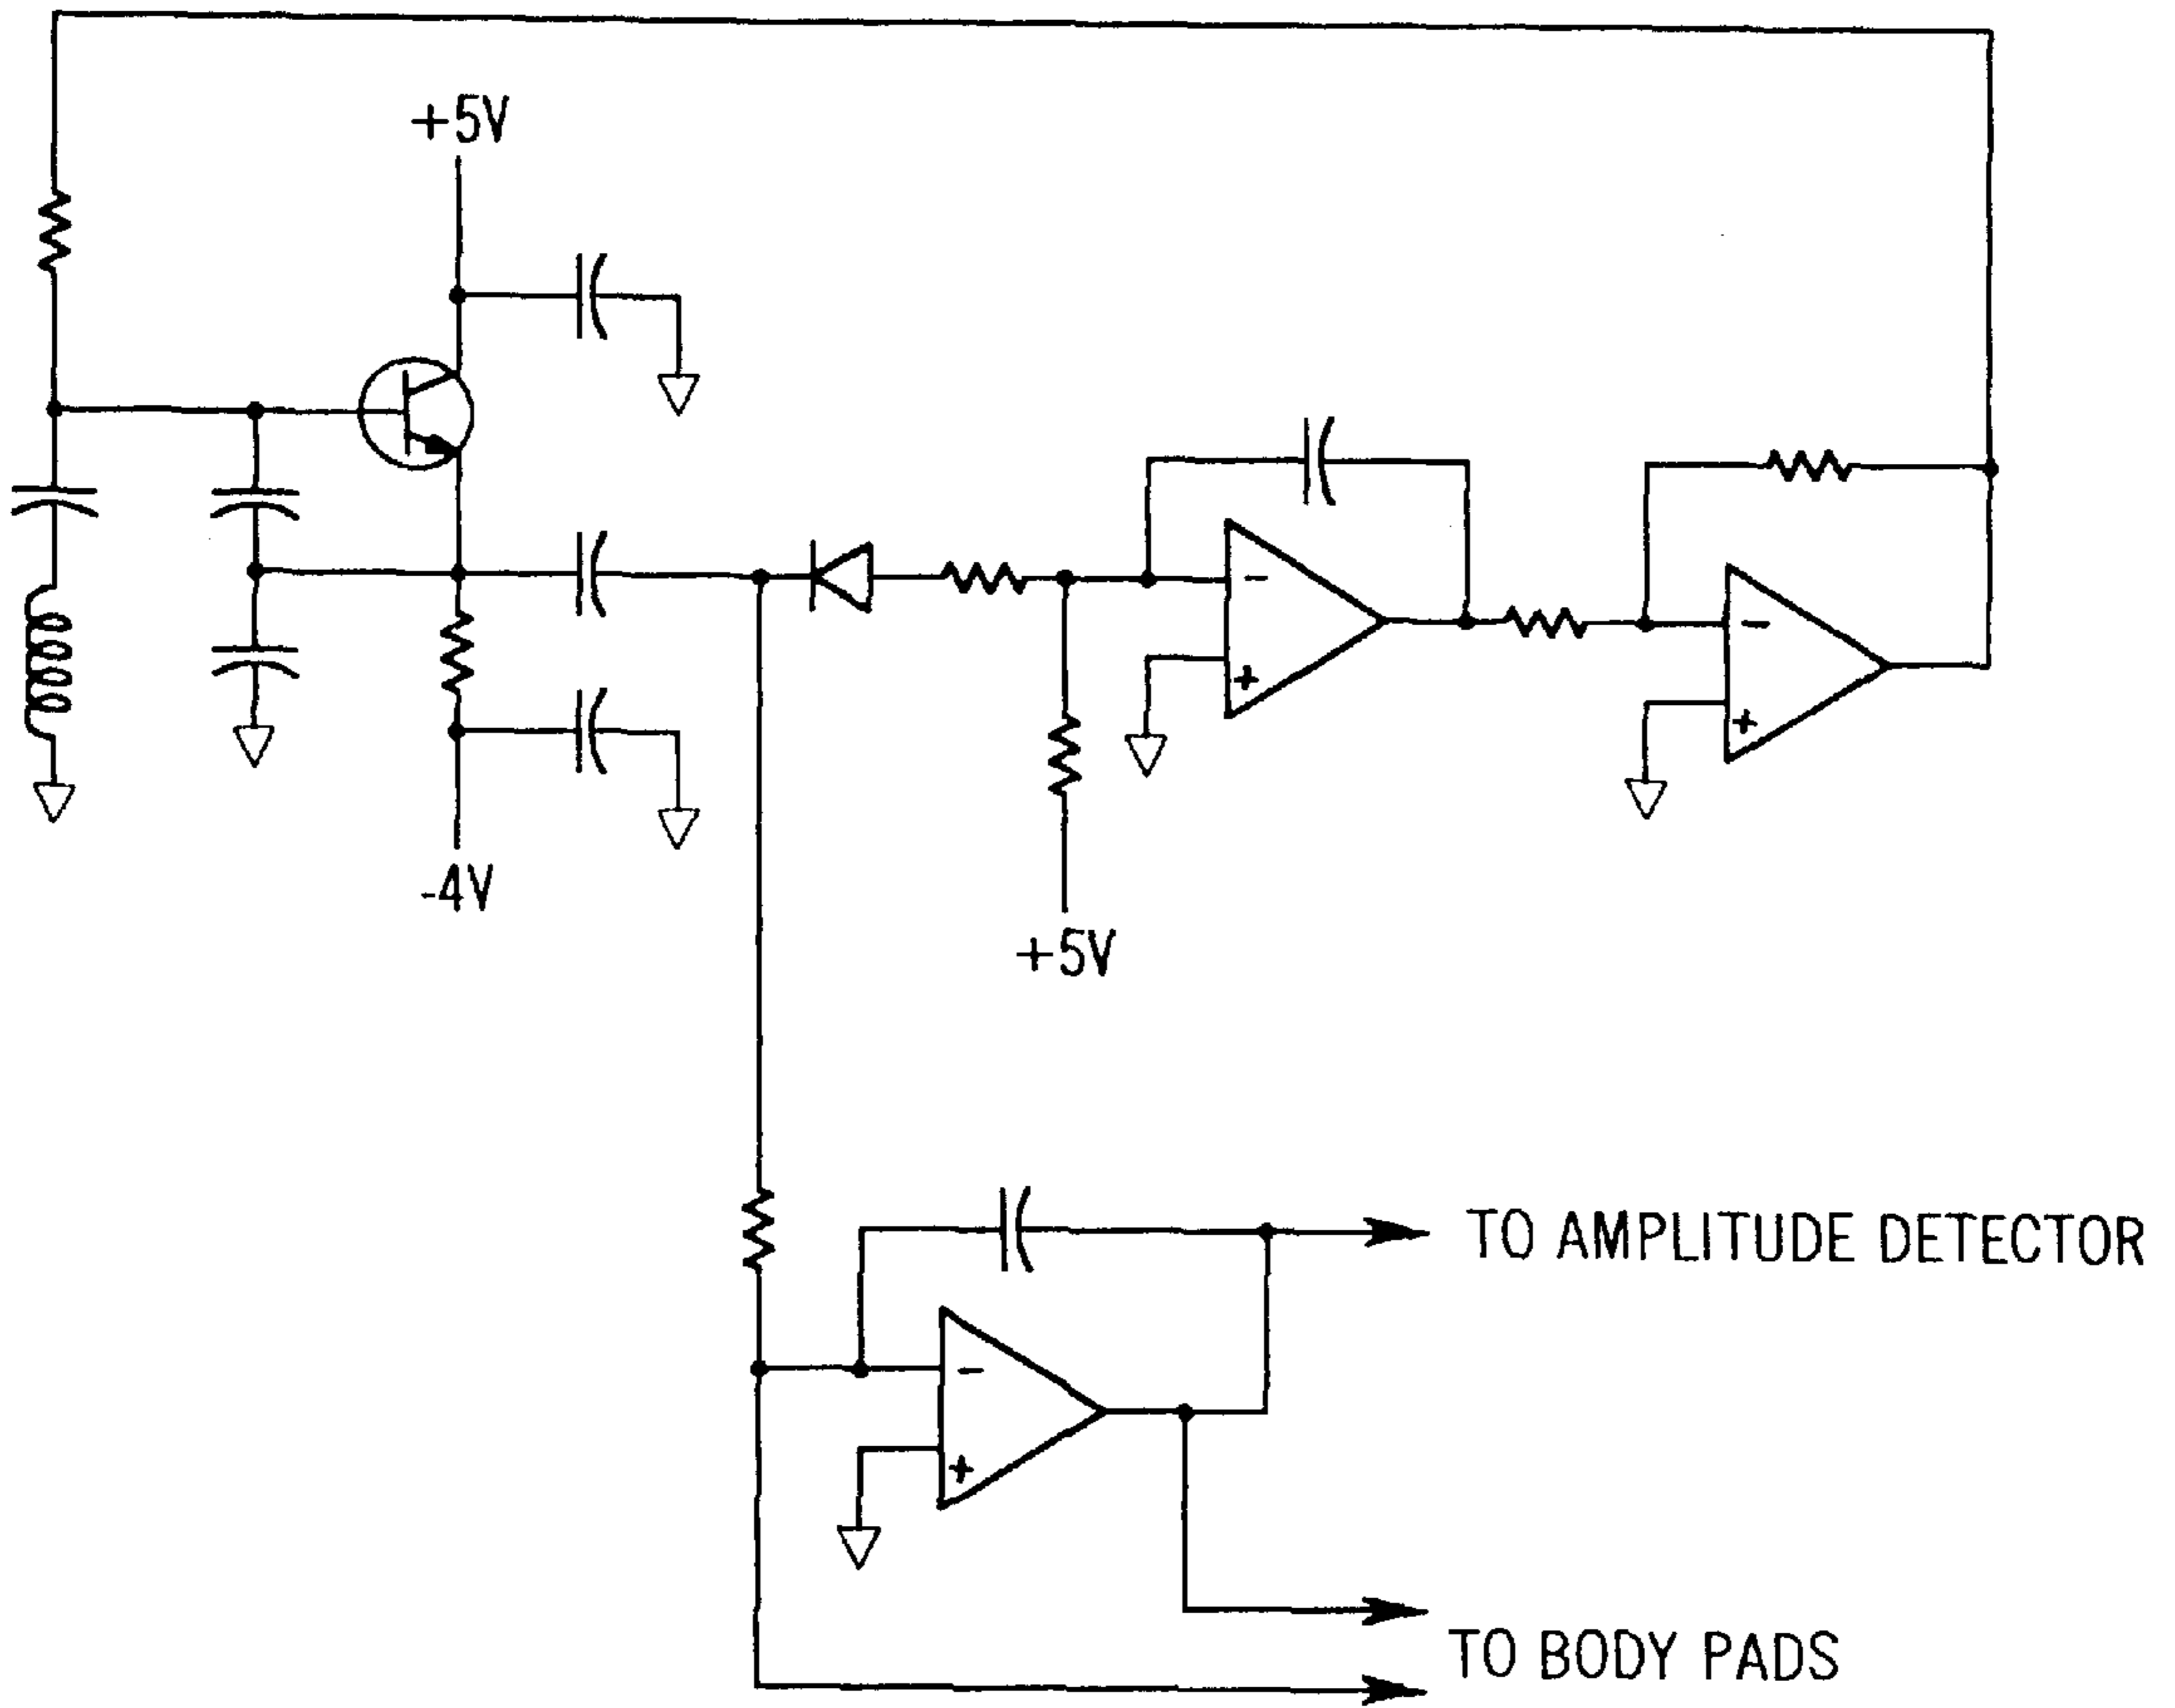 +5V
-
+
-
+
-4V
+5V
TO AMPLITUDE DETECTOR
-
+
TO BODY PADS